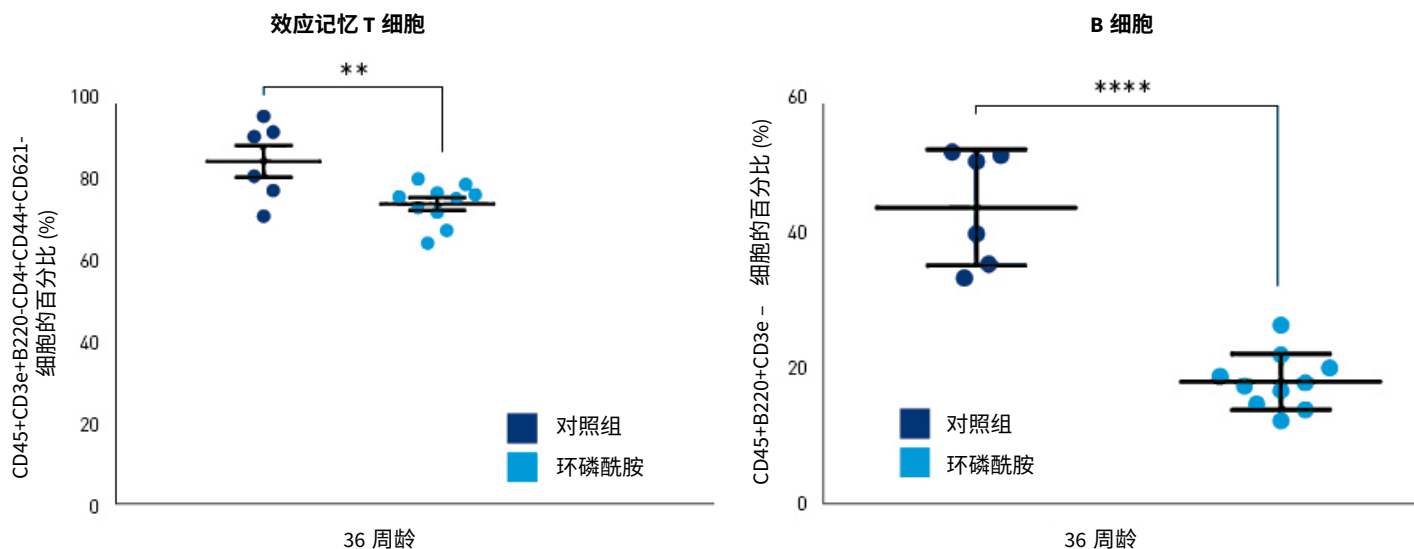 效应记忆 T 细胞
**
100
80
60
40
20
0
CD45+CD3e+B220-CD4+CD44+CD621-
细胞的百分比 (%)
对照组
环磷酰胺
36 周龄
B 细胞
****
60
40
20
0
CD45+B220+CD3e – 细胞的百分比 (%)
对照组
环磷酰胺
36 周龄